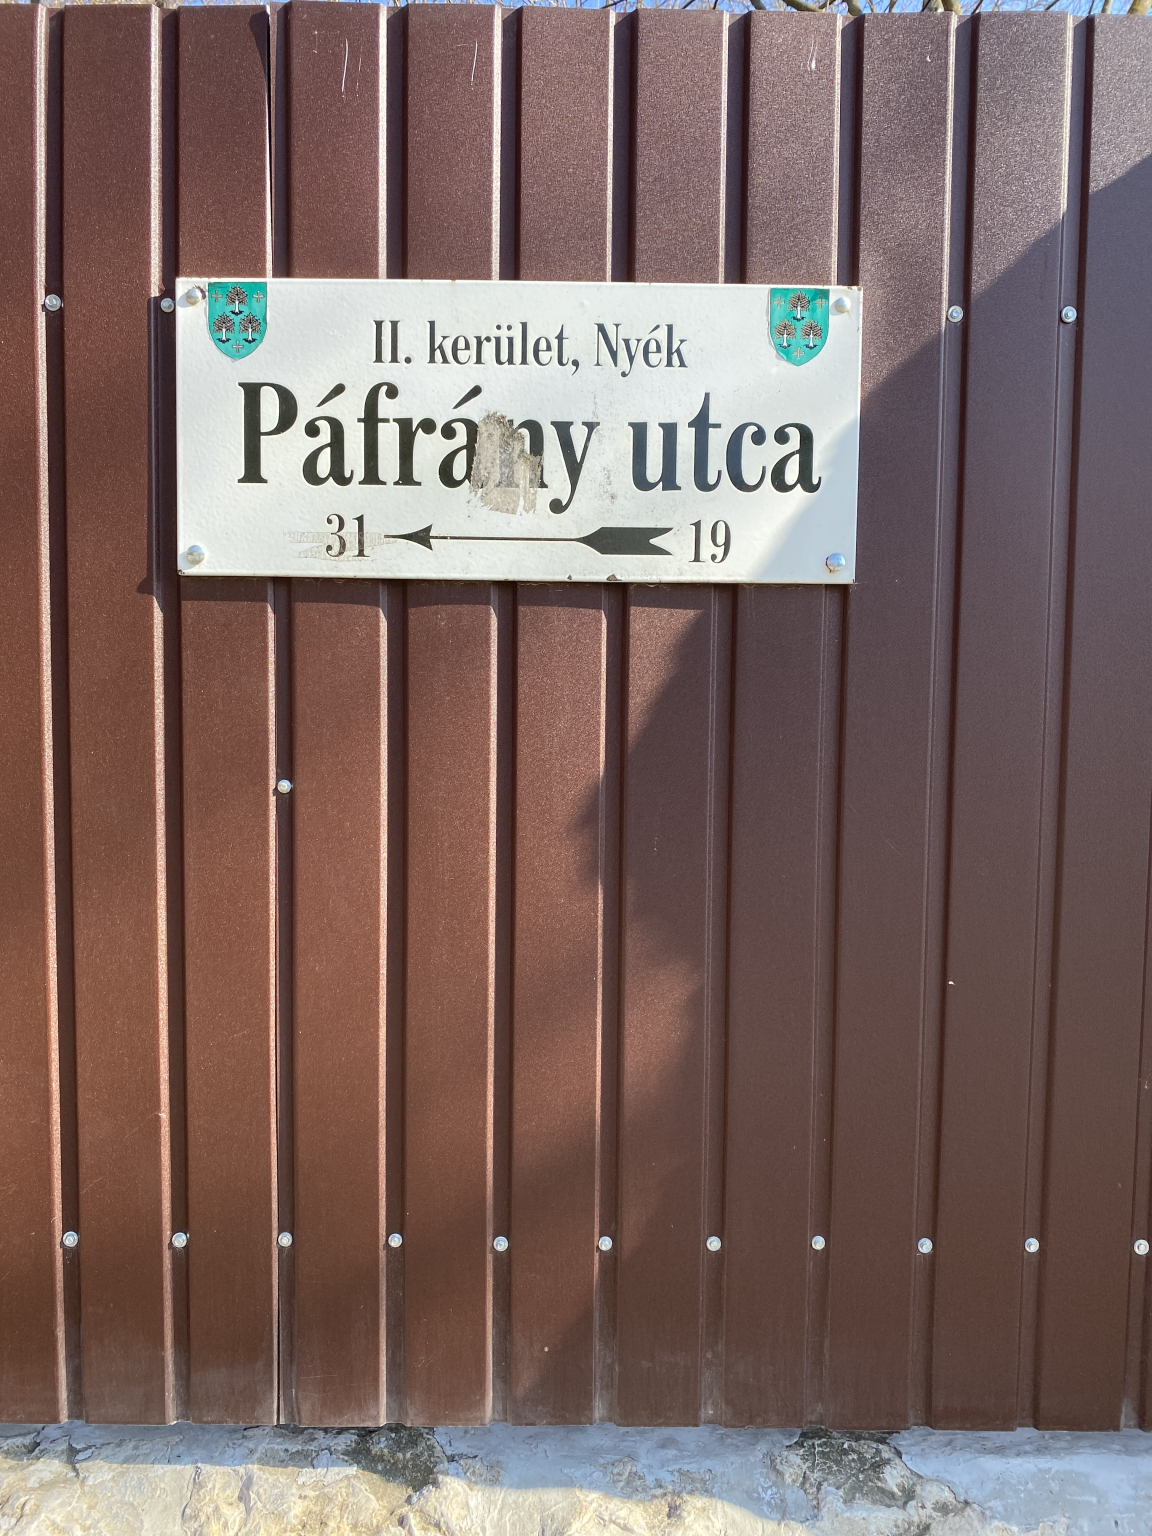 II. kerület, Nyék
Páfrány utca
31 19